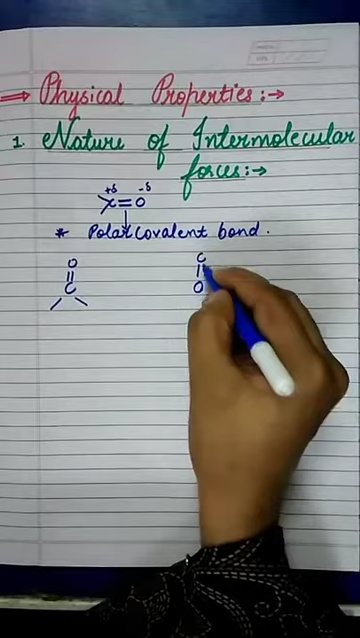 ⇒ Physical Properties:→
1. Nature of Intermolecular
forces:→
+δ -δ
C=O
* Polar covalent bond.
O C
|| ||
C O